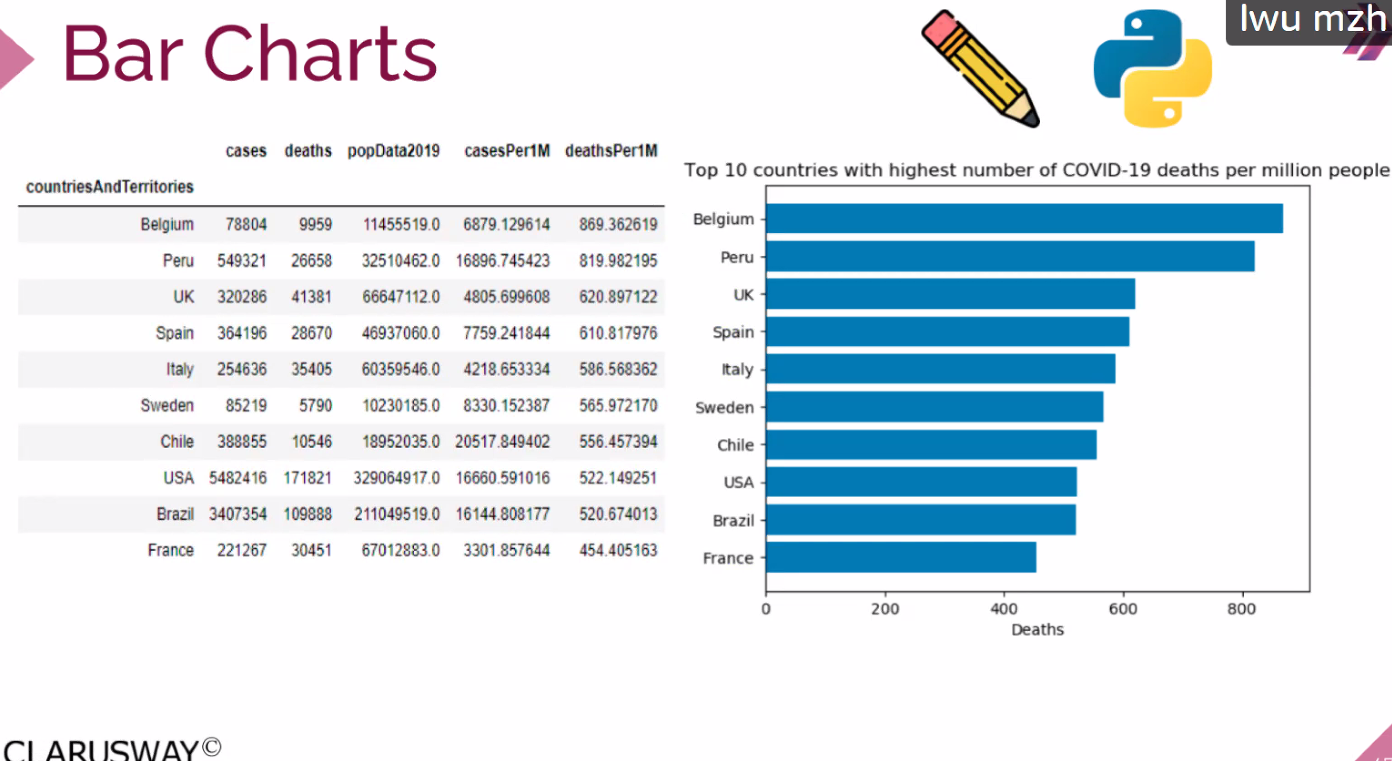 Bar Charts
lwu mzh
cases deaths popData2019 casesPer1M deathsPer1M
countriesAndTerritories
Belgium 78804 9959 11455519.0 6879.129614 869.362619
Peru 549321 26658 32510462.0 16896.745423 819.982195
UK 320286 41381 66647112.0 4805.699608 620.897122
Spain 364196 28670 46937060.0 7759.241844 610.817976
Italy 254636 35405 60359546.0 4218.653334 586.568362
Sweden 85219 5790 10230185.0 8330.152387 565.972170
Chile 388855 10546 18952035.0 20517.849402 556.457394
USA 5482416 171821 329064917.0 16660.591016 522.149251
Brazil 3407354 109888 211049519.0 16144.808177 520.674013
France 221267 30451 67012883.0 3301.857644 454.405163
Top 10 countries with highest number of COVID-19 deaths per million people
Belgium
Peru
UK
Spain
Italy
Sweden
Chile
USA
Brazil
France
0 200 400 600 800
Deaths
CLARUSWAY©